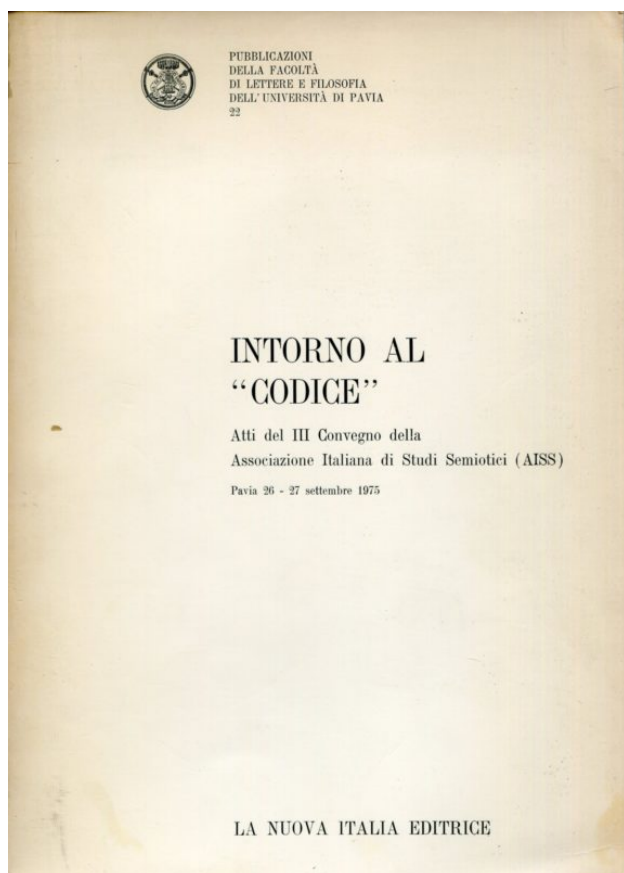 PUBBLICAZIONI
DELLA FACOLTÀ
DI LETTERE E FILOSOFIA
DELL'UNIVERSITÀ DI PAVIA
22
INTORNO AL
“CODICE”
Atti del III Convegno della
Associazione Italiana di Studi Semiotici (AISS)
Pavia 26 - 27 settembre 1975
LA NUOVA ITALIA EDITRICE